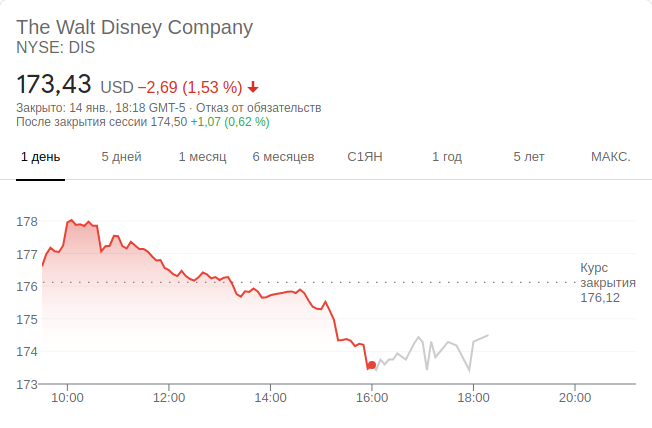 The Walt Disney Company
NYSE: DIS
173,43 USD −2,69 (1,53 %)
Закрыто: 14 янв., 18:18 GMT-5 · Отказ от обязательств
После закрытия сессии 174,50 +1,07 (0,62 %)
1 день 5 дней 1 месяц 6 месяцев С1ЯН 1 год 5 лет МАКС.
178
177
176
175
174
173
Курс
закрытия
176,12
10:00 12:00 14:00 16:00 18:00 20:00